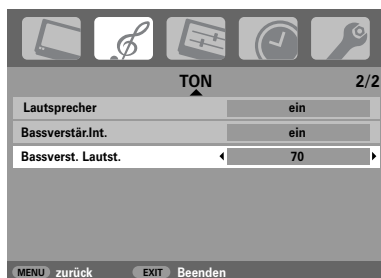 TON 2/2
Lautsprecher ein
Bassverstär.Int. ein
Bassverst. Lautst. 70
MENU zurück EXIT Beenden